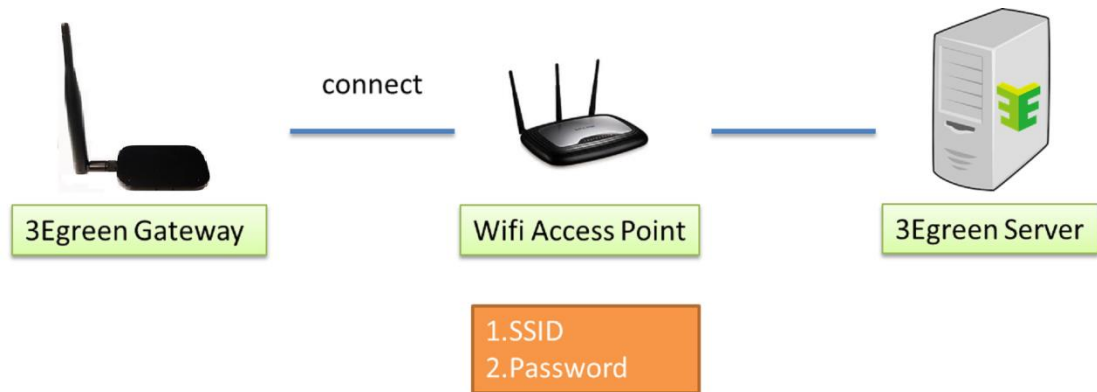 connect
3Egreen Gateway
Wifi Access Point
3Egreen Server
1.SSID
2.Password